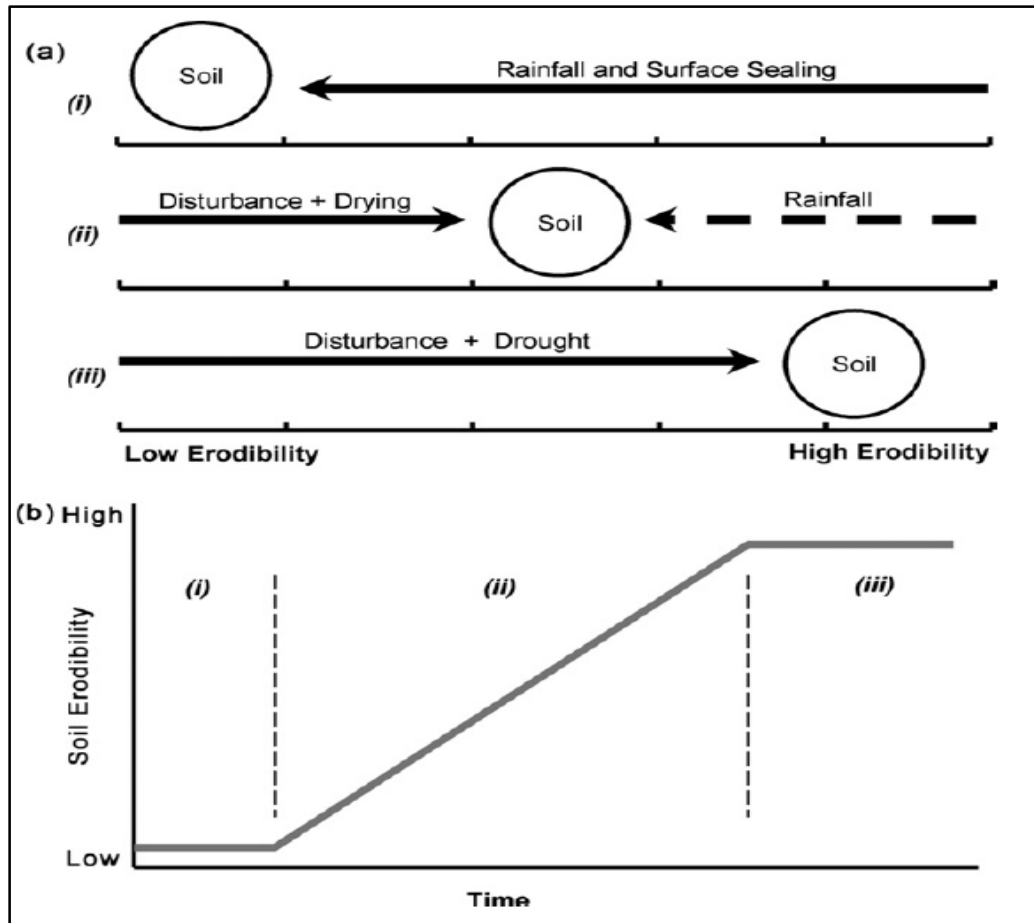 (a)
Soil
Rainfall and Surface Sealing
(i)
Disturbance + Drying
Soil
Rainfall
(ii)
Disturbance + Drought
Soil
(iii)
Low Erodibility
High Erodibility
(b)
High
(i)
(ii)
(iii)
Soil Erodibility
Low
Time